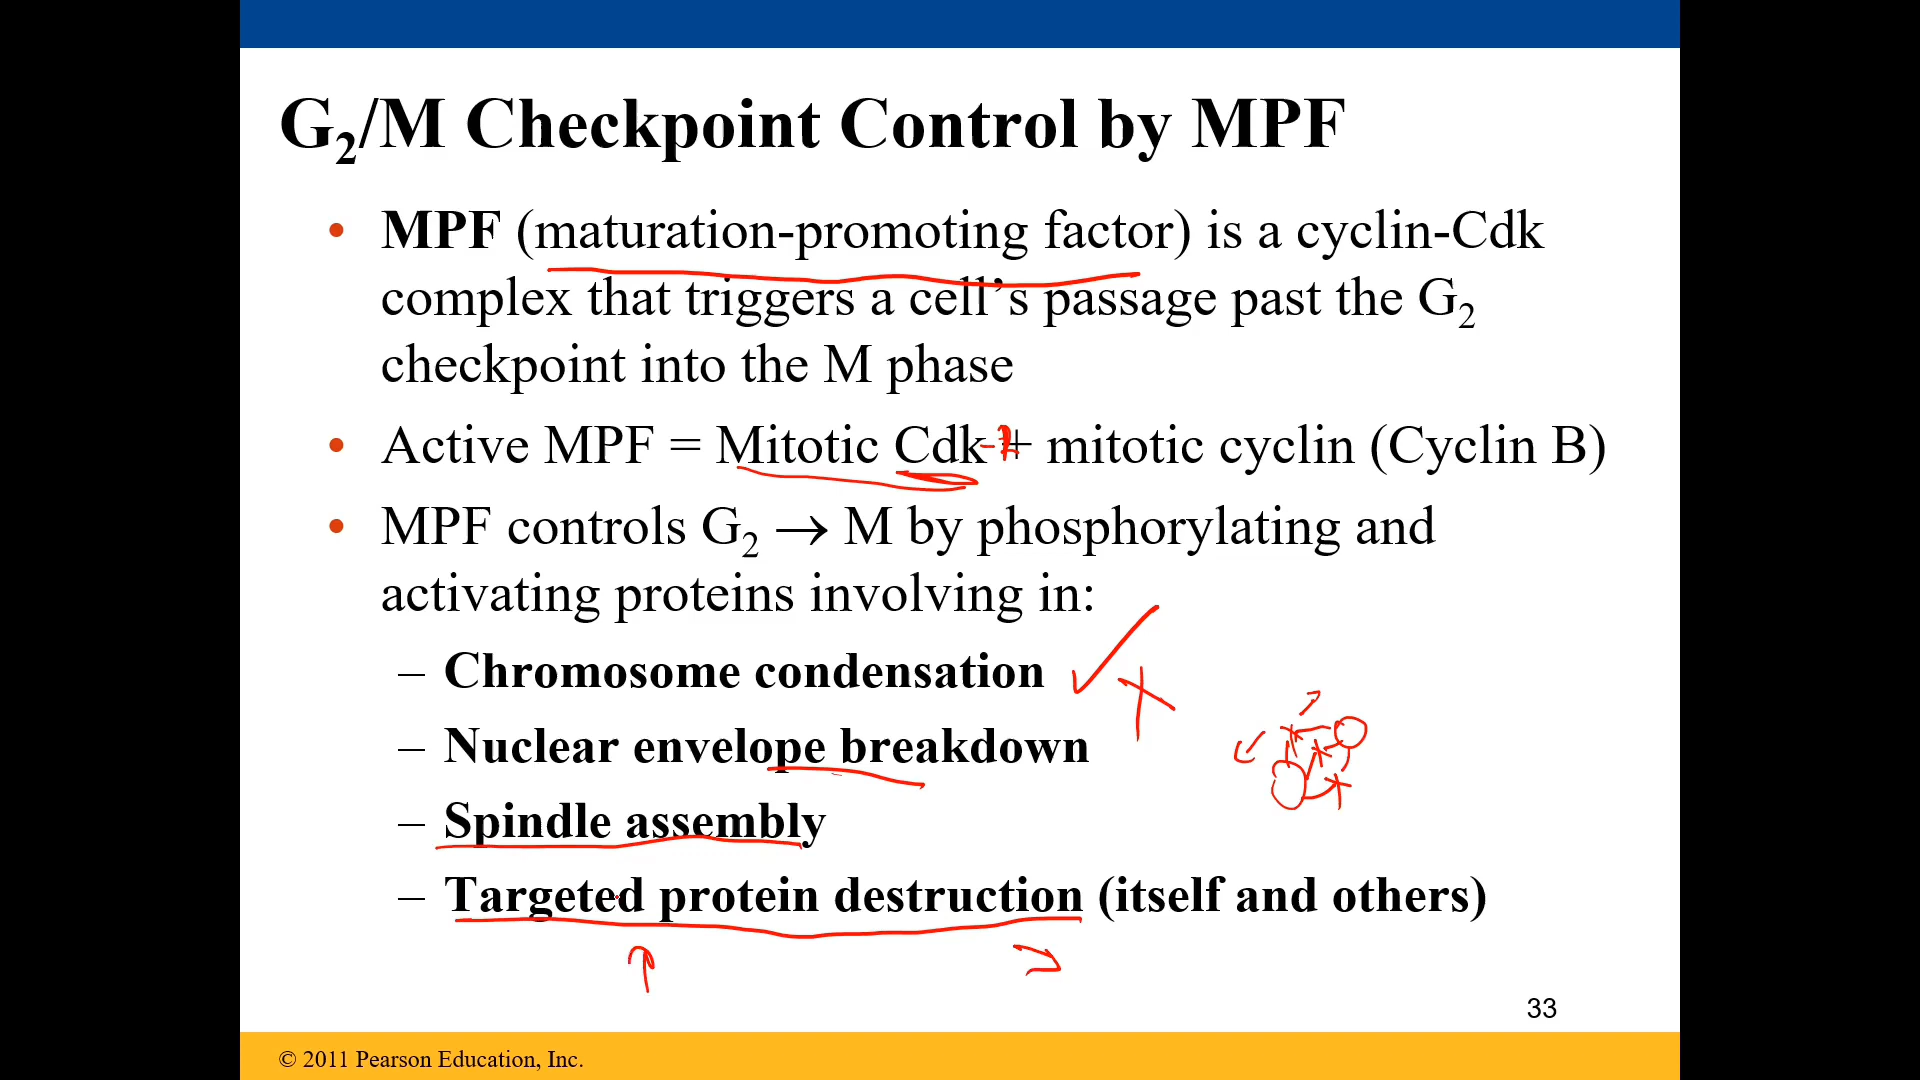 G2/M Checkpoint Control by MPF
• MPF (maturation-promoting factor) is a cyclin-Cdk
complex that triggers a cell’s passage past the G2
checkpoint into the M phase
• Active MPF = Mitotic Cdk-1 + mitotic cyclin (Cyclin B)
• MPF controls G2 → M by phosphorylating and
activating proteins involving in:
– Chromosome condensation
– Nuclear envelope breakdown
– Spindle assembly
– Targeted protein destruction (itself and others)
33
© 2011 Pearson Education, Inc.